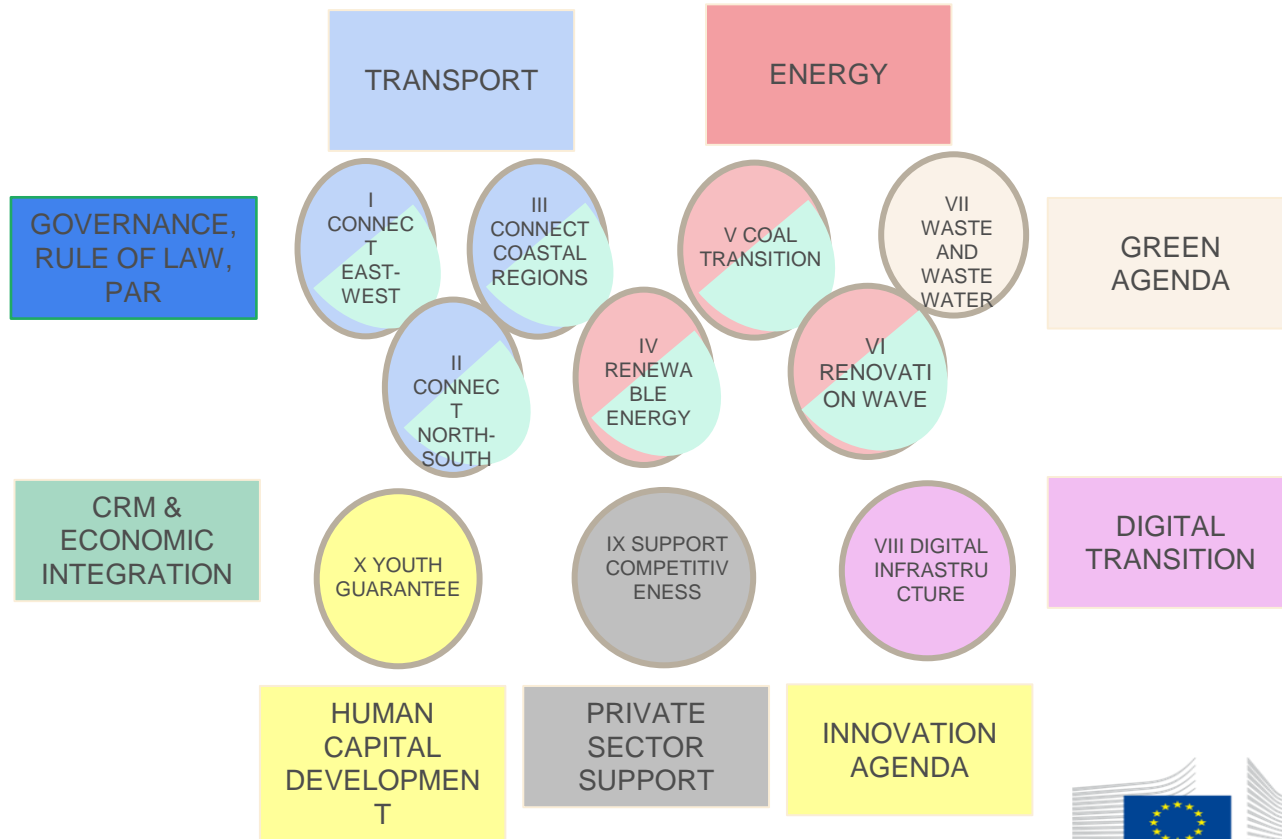 TRANSPORT
ENERGY
GOVERNANCE,
RULE OF LAW,
PAR
I
CONNEC
T
EAST-
WEST
III
CONNECT
COASTAL
REGIONS
V COAL
TRANSITION
VII
WASTE
AND
WASTE
WATER
GREEN
AGENDA
II
CONNEC
T
NORTH-
SOUTH
IV
RENEWA
BLE
ENERGY
VI
RENOVATI
ON WAVE
CRM &
ECONOMIC
INTEGRATION
X YOUTH
GUARANTEE
IX SUPPORT
COMPETITIV
ENESS
VIII DIGITAL
INFRASTRU
CTURE
DIGITAL
TRANSITION
HUMAN
CAPITAL
DEVELOPMEN
T
PRIVATE
SECTOR
SUPPORT
INNOVATION
AGENDA